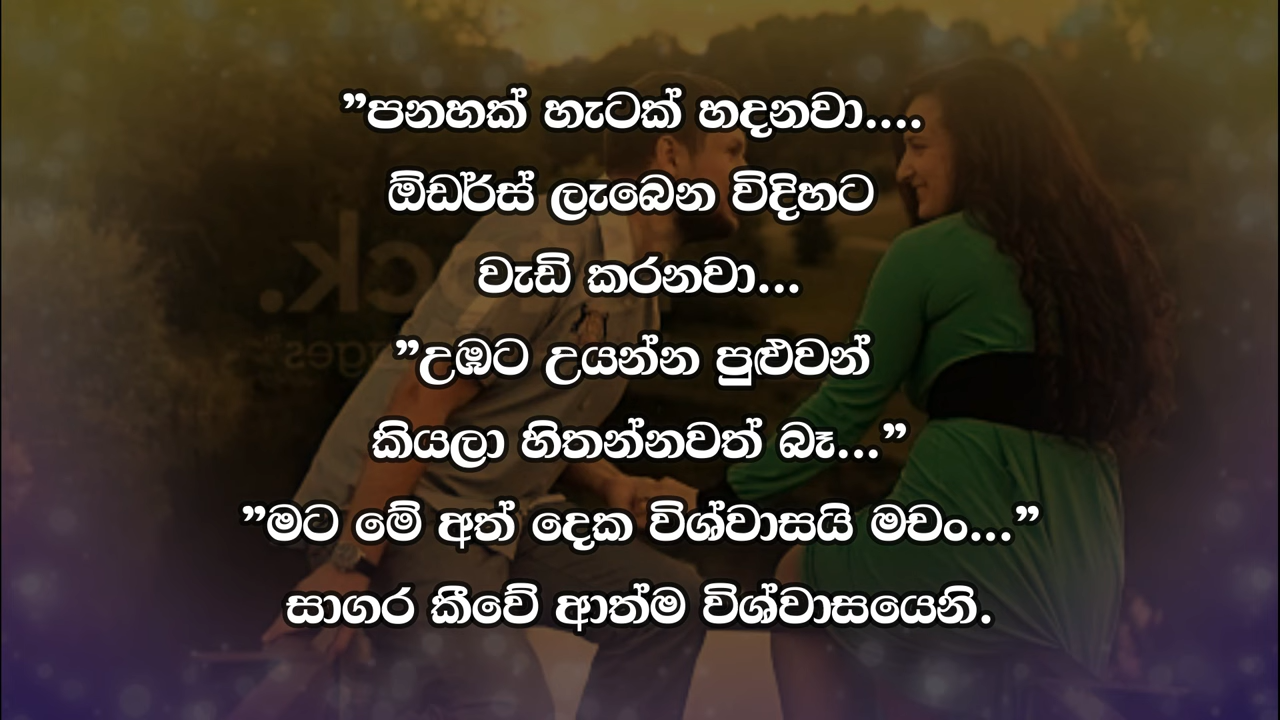 ”පනහක් හැටක් හදනවා....
ඕඩර්ස් ලැබෙන විදිහට
වැඩි කරනවා...
”උඹට උයන්න පුළුවන්
කියලා හිතන්නවත් බෑ...”
”මට මේ අත් දෙක විශ්වාසයි මචං...”
සාගර කීවේ ආත්ම විශ්වාසයෙනි.